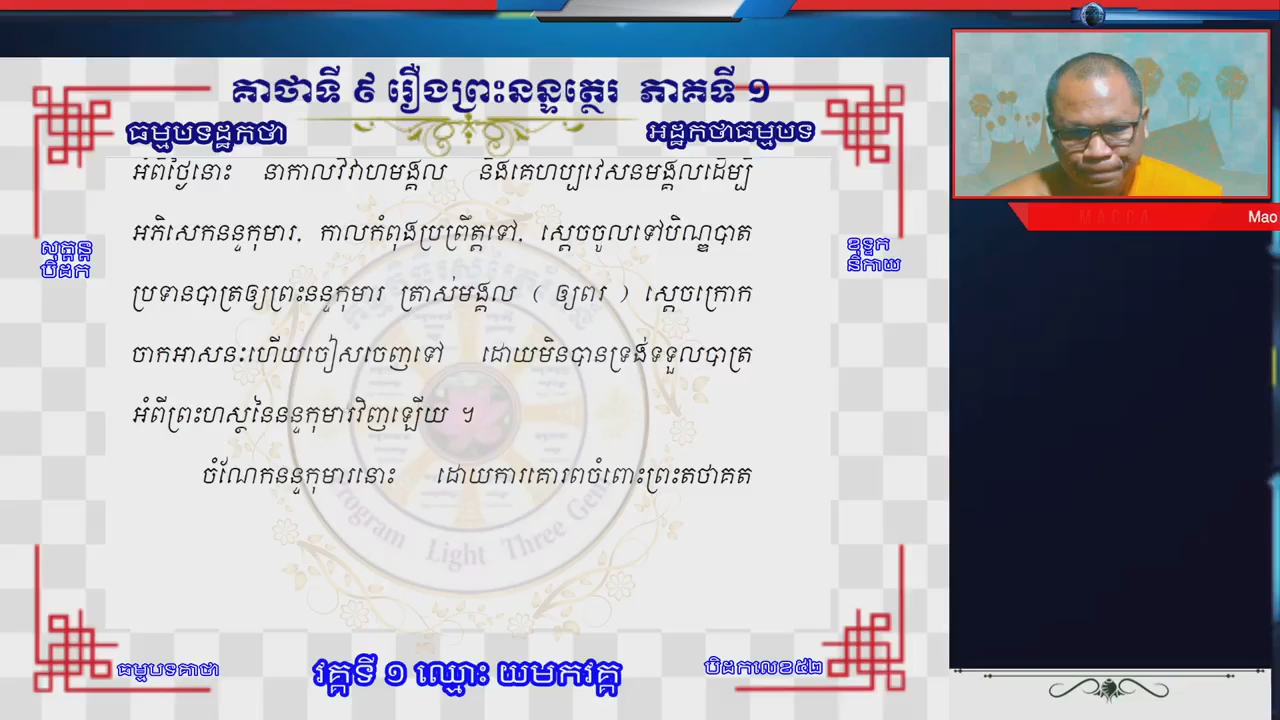 គាថាទី ៩ រឿងព្រះនន្ទត្ថេរ ភាគទី ១
ធម្មបទដ្ឋកថា
អដ្ឋកថាធម្មបទ
អំពីថ្ងៃនោះ នាកាលវិវាហមង្គល និងគេហប្បវេសនមង្គលដើម្បី
អភិសេកនន្ទកុមារ, កាលកំពុងប្រព្រឹត្តទៅ, ស្តេចចូលទៅបិណ្ឌបាត
ប្រទានបាត្រឲ្យព្រះនន្ទកុមារ ត្រាស់មង្គល ( ឲ្យពរ ) ស្តេចក្រោក
ចាកអាសនៈហើយចៀសចេញទៅ ដោយមិនបានទ្រង់ទទួលបាត្រ
អំពីព្រះហស្ថនៃនន្ទកុមារវិញឡើយ ។
ចំណែកនន្ទកុមារនោះ ដោយការគោរពចំពោះព្រះតថាគត
សុត្តន្ត
បិដក
ខុទ្ទក
និកាយ
rogram Light Three Gem
ធម្មបទគាថា
វគ្គទី ១ ឈ្មោះ យមកវគ្គ
បិដកលេខ៥២
MAGGA
Mao